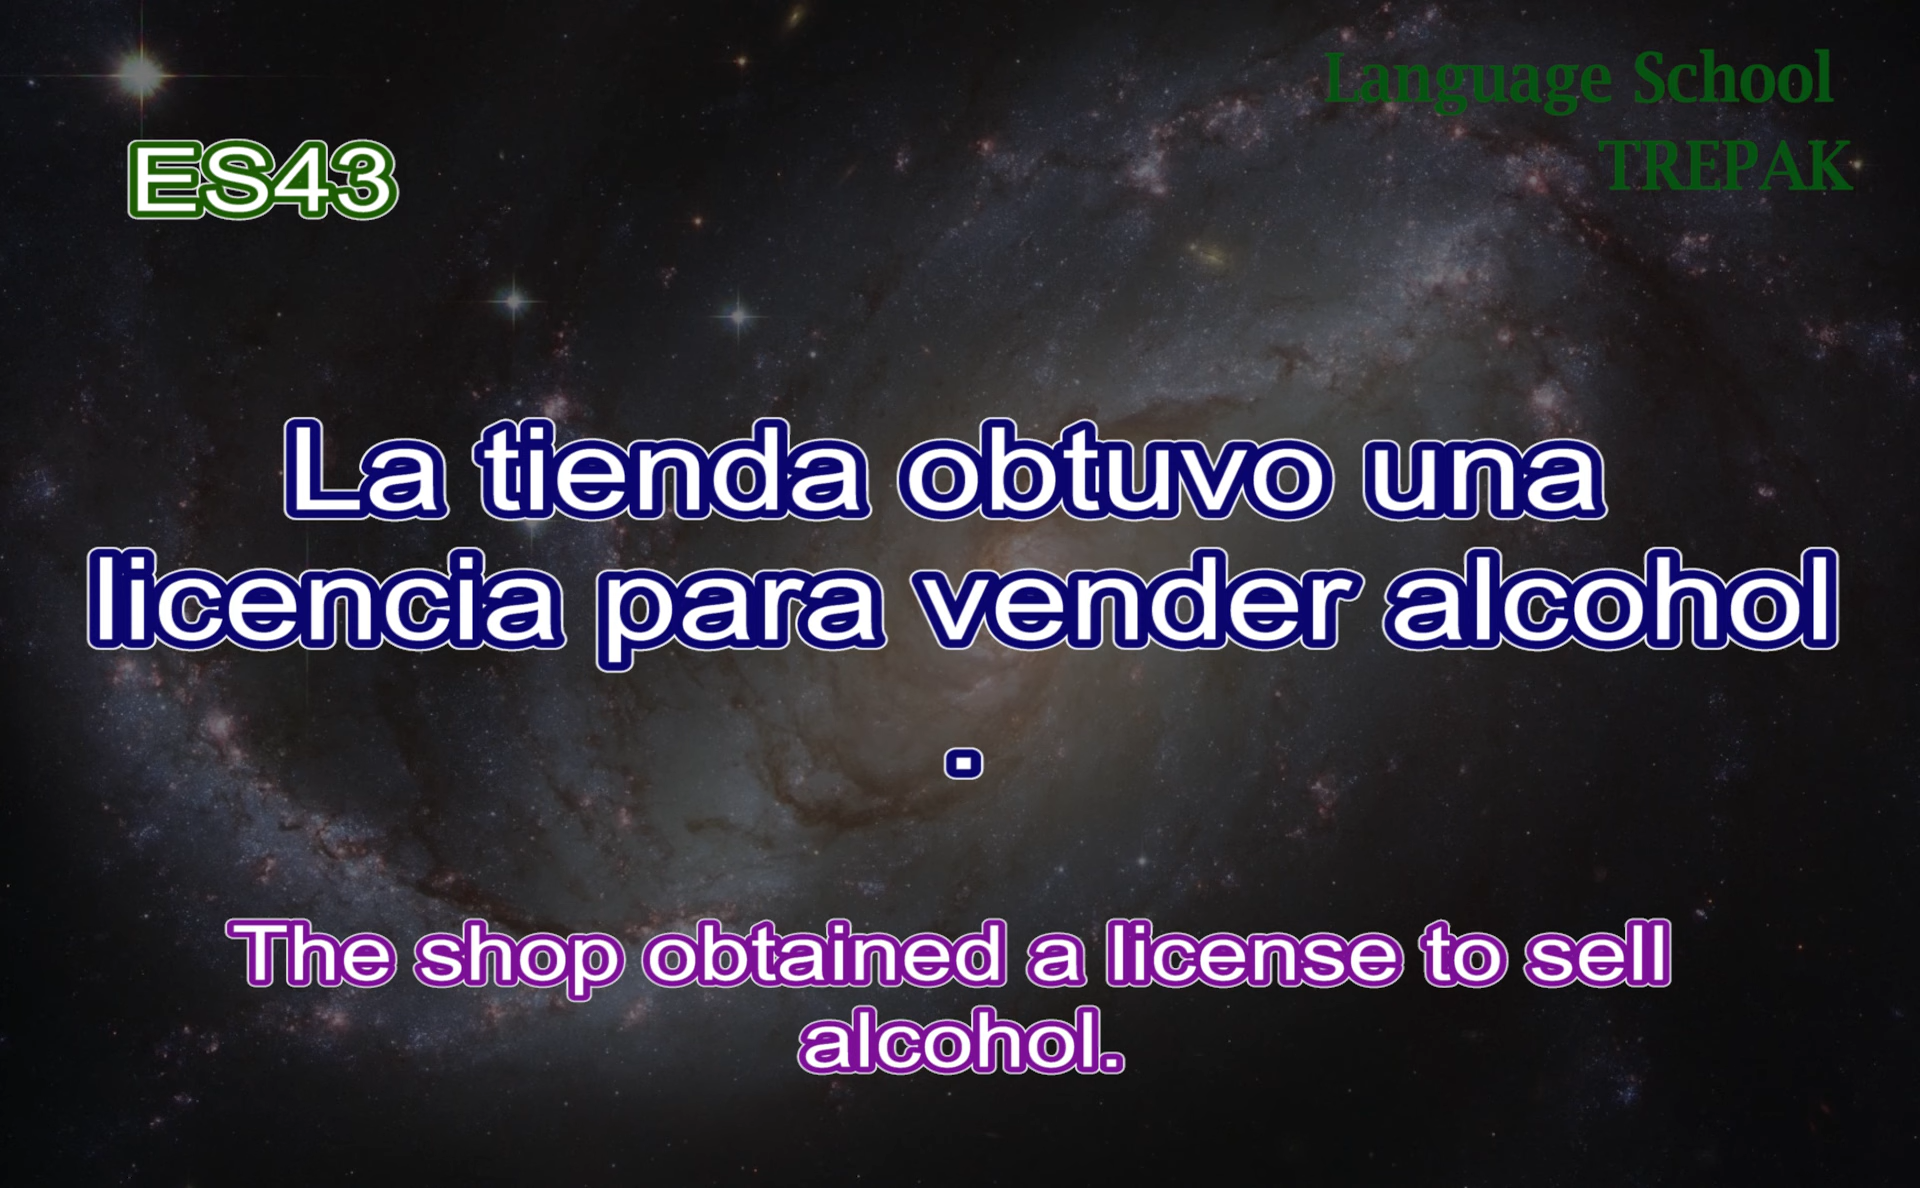 Language School
TREPAK
ES43
La tienda obtuvo una
licencia para vender alcohol
.
The shop obtained a license to sell
alcohol.